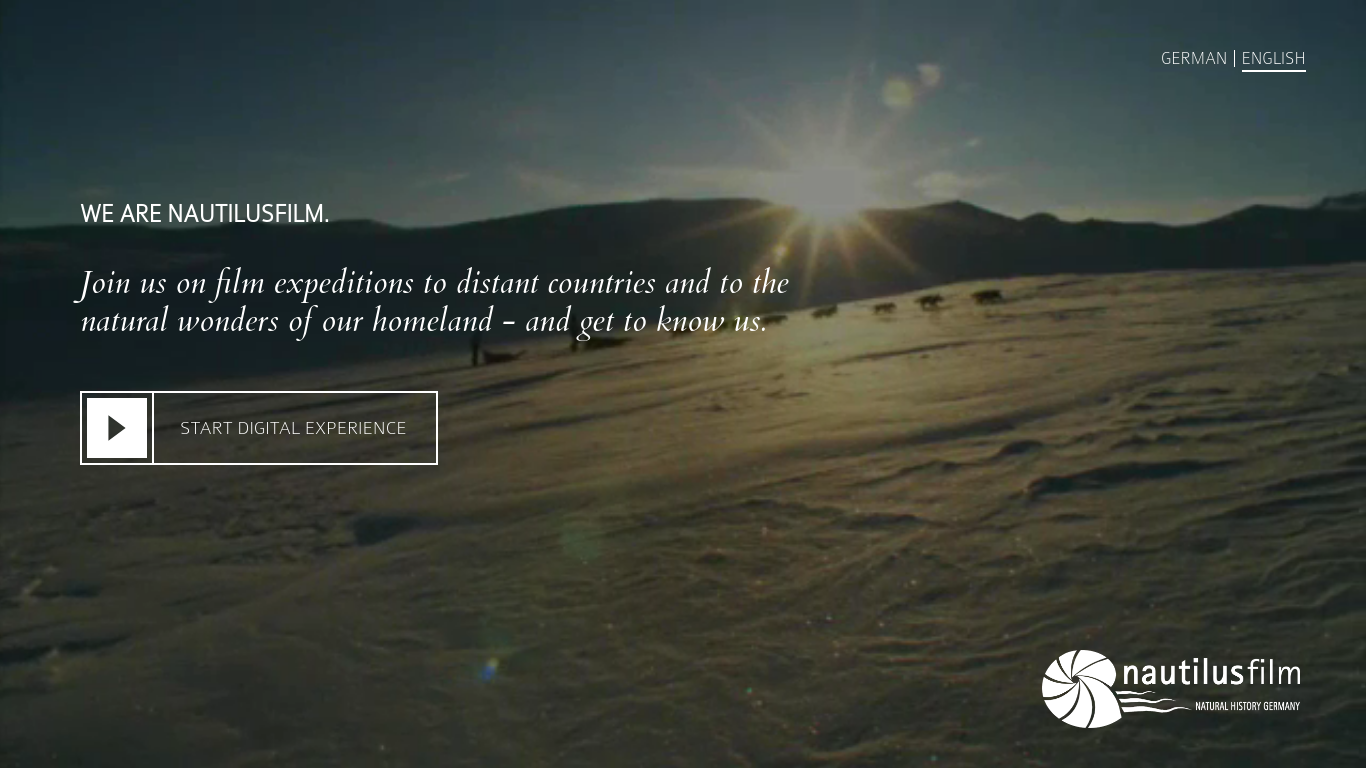 GERMAN | ENGLISH
WE ARE NAUTILUSFILM.
Join us on film expeditions to distant countries and to the
natural wonders of our homeland – and get to know us.
START DIGITAL EXPERIENCE
nautilusfilm
NATURAL HISTORY GERMANY